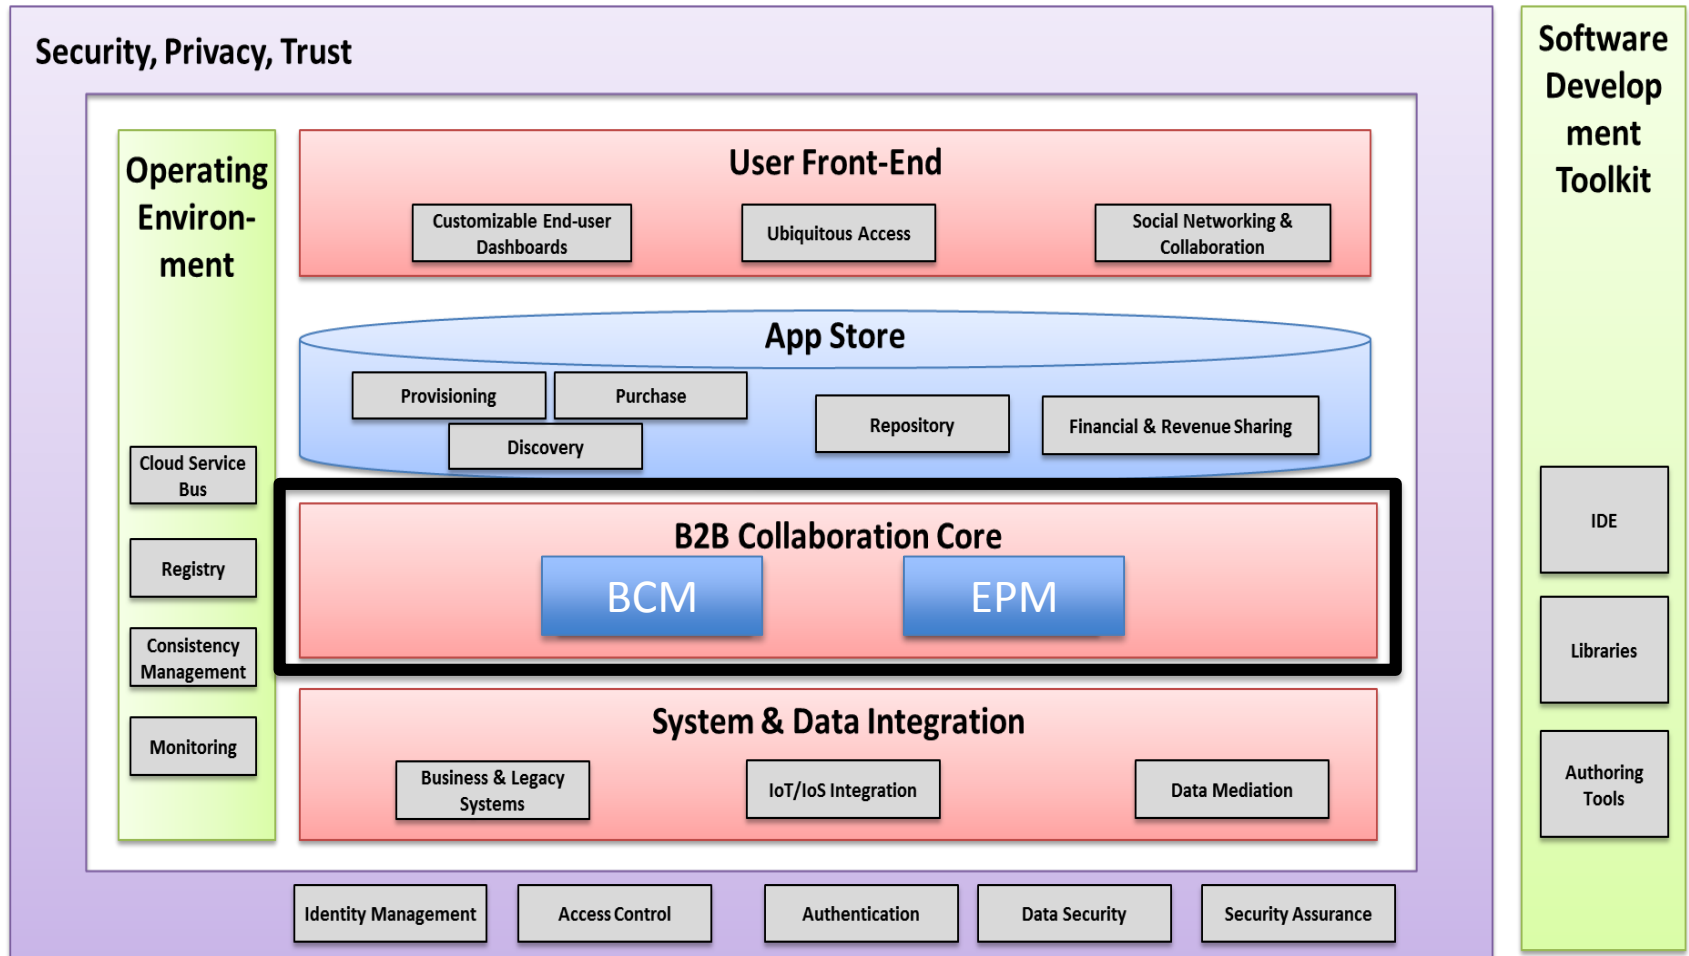 Security, Privacy, Trust
Software
Develop
ment
Toolkit
Operating
Environ-
ment
User Front-End
Customizable End-user
Dashboards
Ubiquitous Access
Social Networking &
Collaboration
App Store
Provisioning
Purchase
Discovery
Repository
Financial & Revenue Sharing
Cloud Service
Bus
Registry
Consistency
Management
Monitoring
B2B Collaboration Core
BCM
EPM
System & Data Integration
Business & Legacy
Systems
IoT/IoS Integration
Data Mediation
IDE
Libraries
Authoring
Tools
Identity Management
Access Control
Authentication
Data Security
Security Assurance